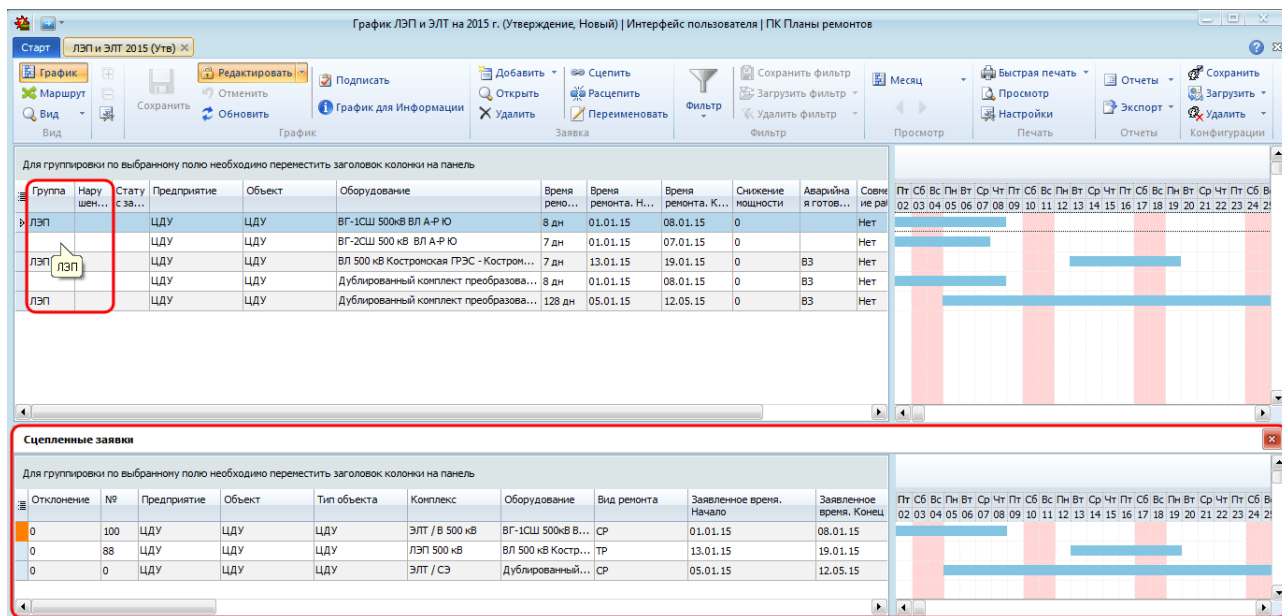 График ЛЭП и ЭЛТ на 2015 г. (Утверждение, Новый) | Интерфейс пользователя | ПК Планы ремонтов
Старт ЛЭП и ЭЛТ 2015 (Утв)
График Редактировать Подписать Добавить Сцепить Сохранить фильтр Месяц Быстрая печать Отчеты Сохранить
Маршрут Сохранить Отменить График для Информации Открыть Расцепить Фильтр Загрузить фильтр Просмотр Экспорт Загрузить
Вид Обновить Удалить Переименовать Удалить фильтр Настройки Удалить
Вид График Заявка Фильтр Просмотр Печать Отчеты Конфигурации
Для группировки по выбранному полю необходимо переместить заголовок колонки на панель
Группа Нару Стату Предприятие Объект Оборудование Время Время Время Снижение Аварийна Совме Пт Сб Вс Пн Вт Ср Чт Пт Сб Вс Пн Вт Ср Чт Пт Сб Вс Пн Вт Ср Чт Пт Сб В
шен... с за... ремо... ремонта. Н... ремонта. К... мощности я готов... ие ра 02 03 04 05 06 07 08 09 10 11 12 13 14 15 16 17 18 19 20 21 22 23 24 2
ЛЭП ЦДУ ЦДУ ВГ-1СШ 500кВ ВЛ А-Р Ю 8 дн 01.01.15 08.01.15 0 Нет
ЦДУ ЦДУ ВГ-2СШ 500 кВ ВЛ А-Р Ю 7 дн 01.01.15 07.01.15 0 Нет
ЛЭП ЦДУ ЦДУ ВЛ 500 кВ Костромская ГРЭС - Костром... 7 дн 13.01.15 19.01.15 0 ВЗ Нет
ЛЭП
ЦДУ ЦДУ Дублированный комплект преобразова... 8 дн 01.01.15 08.01.15 0 ВЗ Нет
ЛЭП ЦДУ ЦДУ Дублированный комплект преобразова... 128 дн 05.01.15 12.05.15 0 ВЗ Нет
Сцепленные заявки
Для группировки по выбранному полю необходимо переместить заголовок колонки на панель
Отклонение № Предприятие Объект Тип объекта Комплекс Оборудование Вид ремонта Заявленное время. Заявленное Пт Сб Вс Пн Вт Ср Чт Пт Сб Вс Пн Вт Ср Чт Пт Сб Вс Пн Вт Ср Чт Пт Сб В
Начало время. Конец 02 03 04 05 06 07 08 09 10 11 12 13 14 15 16 17 18 19 20 21 22 23 24 2
0 100 ЦДУ ЦДУ ЦДУ ЭЛТ / В 500 кВ ВГ-1СШ 500кВ В... СР 01.01.15 08.01.15
0 88 ЦДУ ЦДУ ЦДУ ЛЭП 500 кВ ВЛ 500 кВ Костр... ТР 13.01.15 19.01.15
0 0 ЦДУ ЦДУ ЦДУ ЭЛТ / СЭ Дублированный... СР 05.01.15 12.05.15